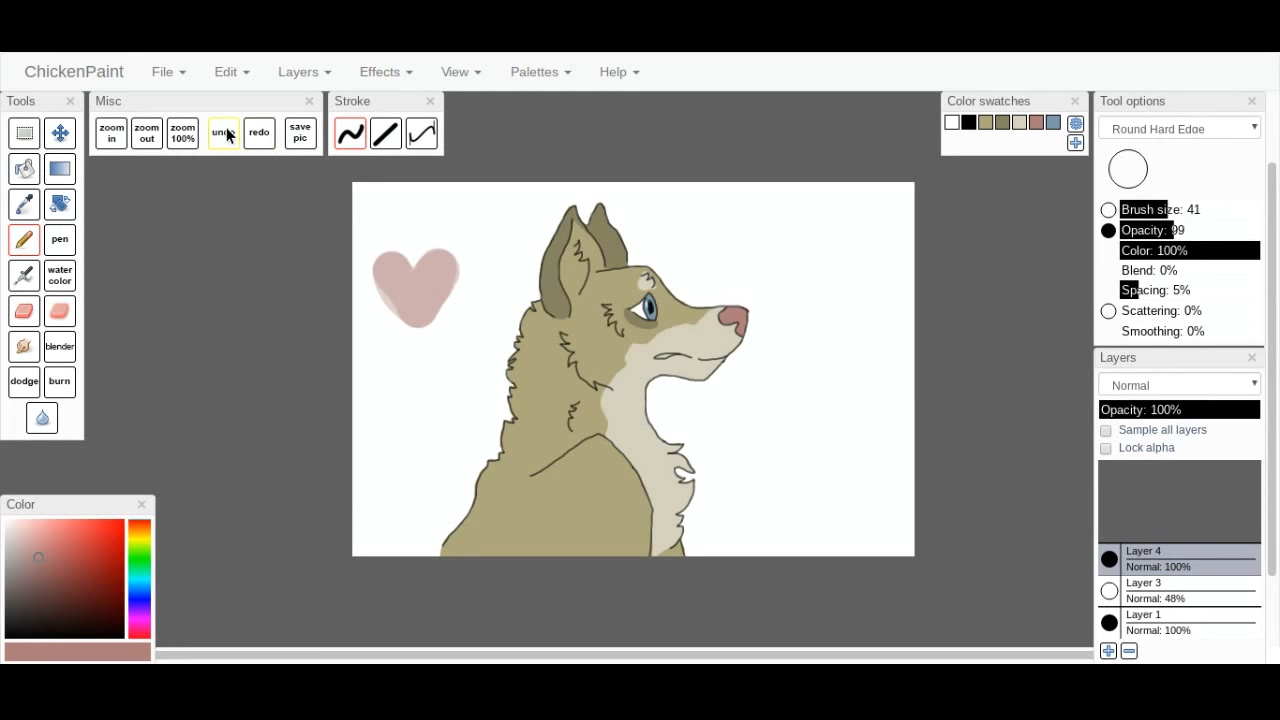 ChickenPaint File Edit Layers Effects View Palettes Help
Tools
Misc
Stroke
Color swatches
Tool options
zoom in
zoom out
zoom 100%
undo
redo
save pic
Round Hard Edge
pen
water color
blender
dodge
burn
Brush size: 41
Opacity: 99
Color: 100%
Blend: 0%
Spacing: 5%
Scattering: 0%
Smoothing: 0%
Layers
Normal
Opacity: 100%
Sample all layers
Lock alpha
Color
Layer 4
Normal: 100%
Layer 3
Normal: 48%
Layer 1
Normal: 100%